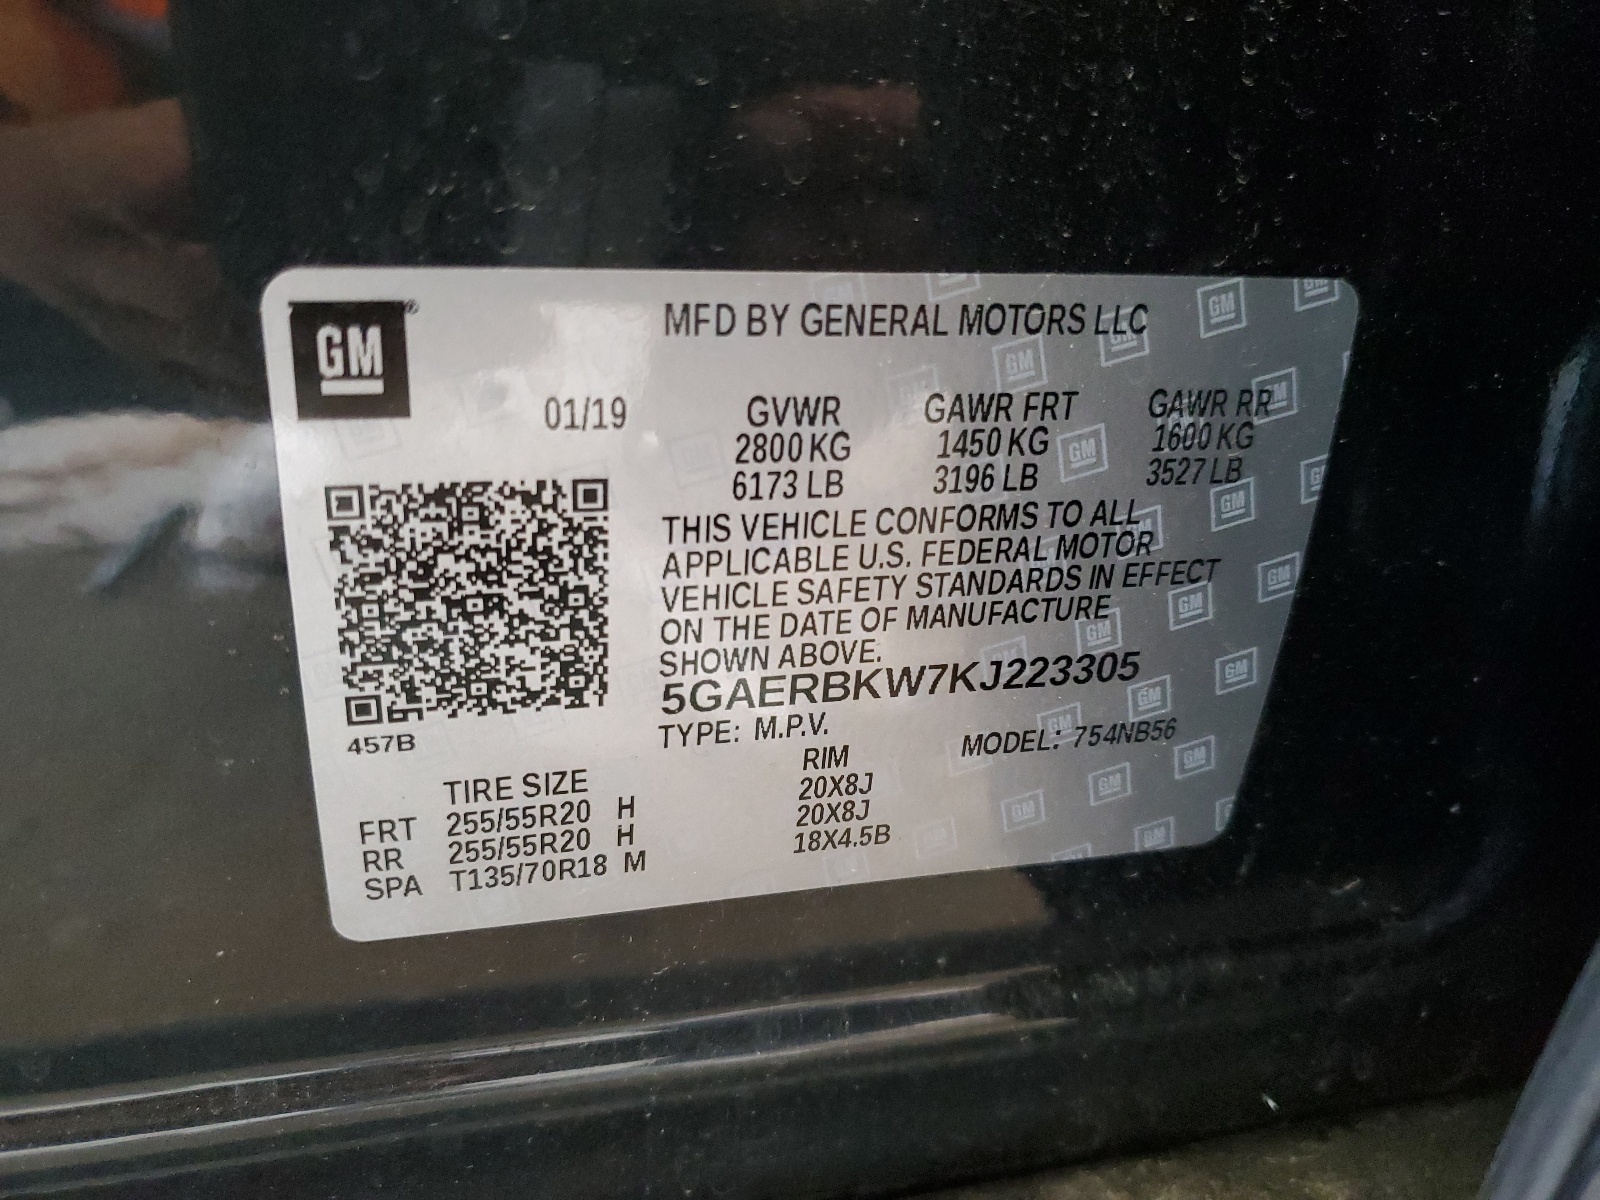 GM
MFD BY GENERAL MOTORS LLC
01/19 GVWR GAWR FRT GAWR RR
2800 KG 1450 KG 1600 KG
6173 LB 3196 LB 3527 LB
THIS VEHICLE CONFORMS TO ALL
APPLICABLE U.S. FEDERAL MOTOR
VEHICLE SAFETY STANDARDS IN EFFECT
ON THE DATE OF MANUFACTURE
SHOWN ABOVE.
5GAERBKW7KJ223305
457B
TYPE: M.P.V. MODEL: 754NB56
TIRE SIZE RIM
FRT 255/55R20 H 20X8J
RR 255/55R20 H 20X8J
SPA T135/70R18 M 18X4.5B